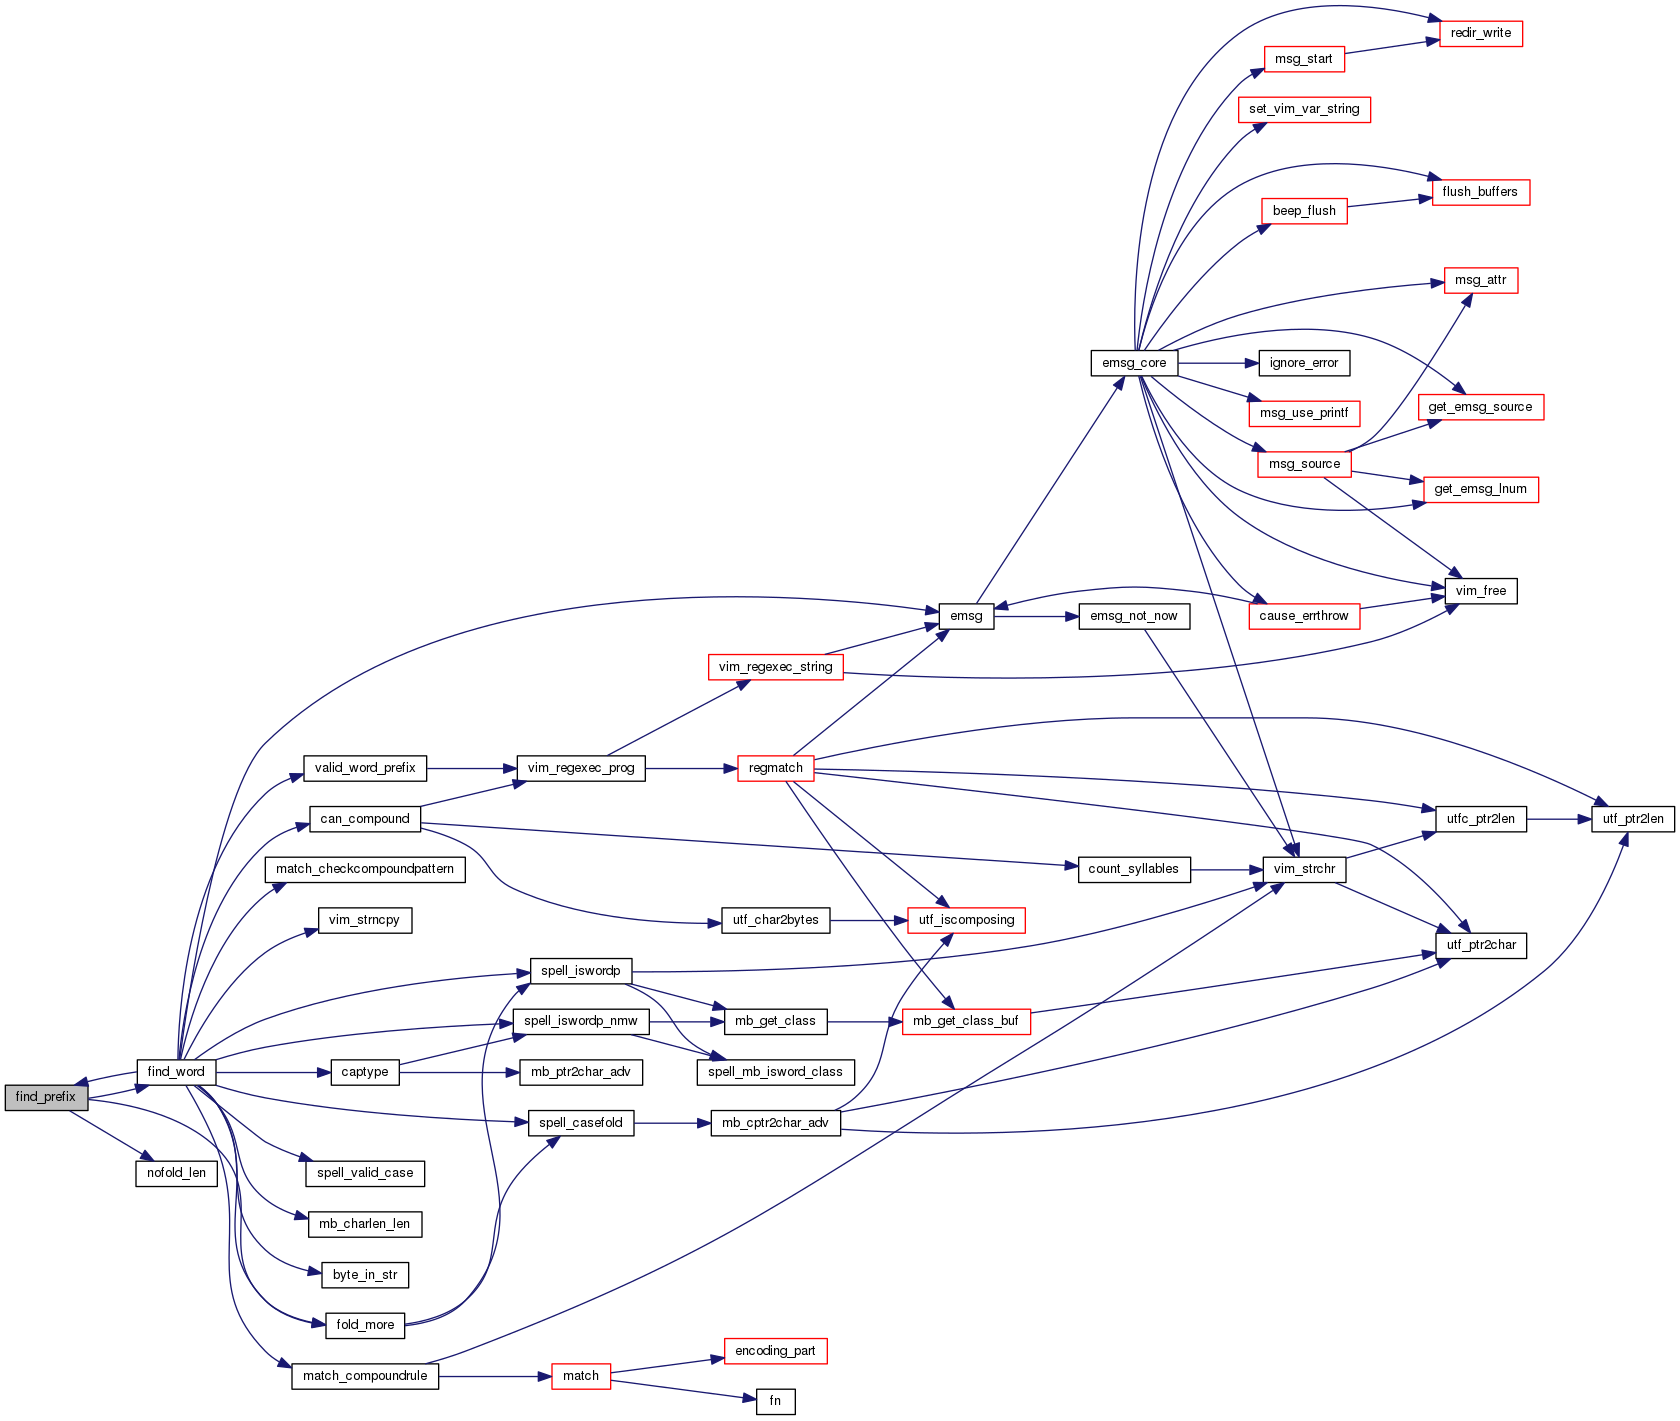 redir_write
msg_start
set_vim_var_string
flush_buffers
beep_flush
msg_attr
emsg_core
ignore_error
msg_use_printf
get_emsg_source
msg_source
get_emsg_lnum
vim_free
emsg
emsg_not_now
cause_errthrow
vim_regexec_string
valid_word_prefix
vim_regexec_prog
regmatch
can_compound
utfc_ptr2len
utf_ptr2len
match_checkcompoundpattern
count_syllables
vim_strchr
vim_strncpy
utf_char2bytes
utf_iscomposing
utf_ptr2char
spell_iswordp
spell_iswordp_nmw
mb_get_class
mb_get_class_buf
find_word
captype
mb_ptr2char_adv
spell_mb_isword_class
find_prefix
spell_casefold
mb_cptr2char_adv
nofold_len
spell_valid_case
mb_charlen_len
byte_in_str
fold_more
encoding_part
match_compoundrule
match
fn